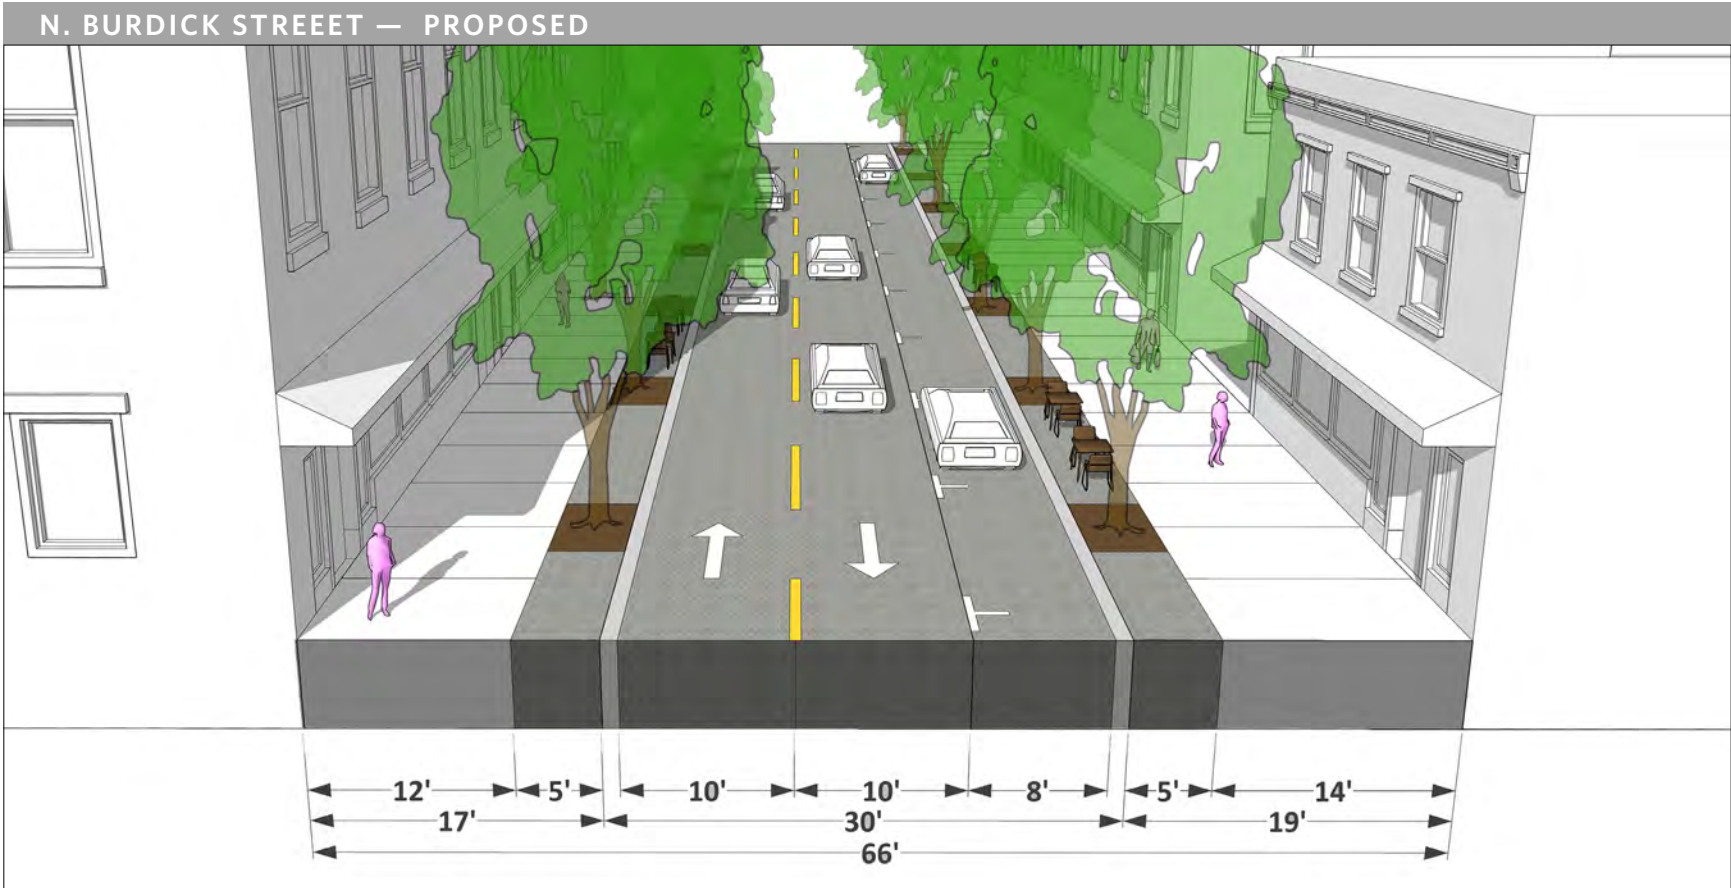 N. BURDICK STREEET — PROPOSED
12' 5' 10' 10' 8' 5' 14'
17' 30' 19'
66'